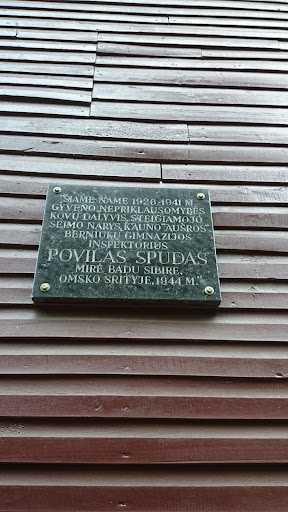 ŠIAME NAME 1926-1941 M.
GYVENO NEPRIKLAUSOMYBĖS
KOVŲ DALYVIS, STEIGIAMOJO
SEIMO NARYS, KAUNO "AUŠROS"
BERNIUKŲ GIMNAZIJOS
INSPEKTORIUS
POVILAS SPUDAS
MIRĖ BADU SIBIRE,
OMSKO SRITYJE, 1944 M.